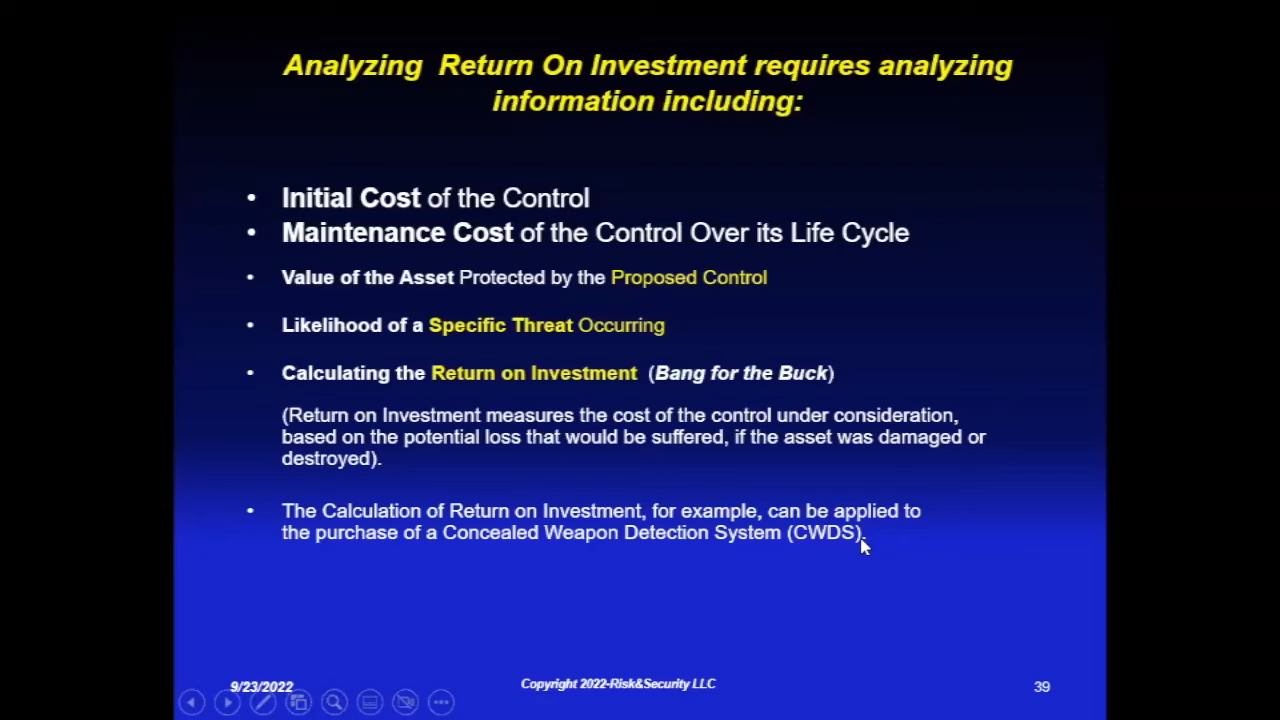 Analyzing Return On Investment requires analyzing
information including:
• Initial Cost of the Control
• Maintenance Cost of the Control Over its Life Cycle
• Value of the Asset Protected by the Proposed Control
• Likelihood of a Specific Threat Occurring
• Calculating the Return on Investment (Bang for the Buck)
(Return on Investment measures the cost of the control under consideration,
based on the potential loss that would be suffered, if the asset was damaged or
destroyed).
• The Calculation of Return on Investment, for example, can be applied to
the purchase of a Concealed Weapon Detection System (CWDS).
9/23/2022
Copyright 2022-Risk&Security LLC
39